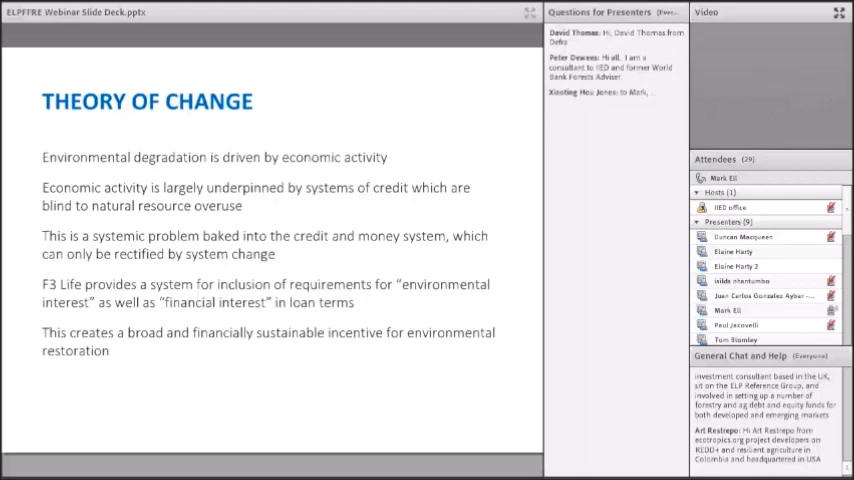 ELPFFRE Webinar Slide Deck.pptx
THEORY OF CHANGE
Environmental degradation is driven by economic activity
Economic activity is largely underpinned by systems of credit which are
blind to natural resource overuse
This is a systemic problem baked into the credit and money system, which
can only be rectified by system change
F3 Life provides a system for inclusion of requirements for “environmental
interest” as well as “financial interest” in loan terms
This creates a broad and financially sustainable incentive for environmental
restoration
Questions for Presenters (Ever...
David Thomas: Hi, David Thomas from
Defra
Peter Dewees: Hi all. I am a
consultant to IIED and former World
Bank Forests Adviser.
Xiaoting Hou Jones: to Mark, ..
Video
Attendees (29)
Mark Ell
Hosts (1)
IIED office
Presenters (9)
Duncan Macqueen
Elaine Harty
Elaine Harty 2
isilda nhantumbo
Juan Carlos Gonzalez Aybar -...
Mark Ell
Paul Jacovelli
Tom Blomley
General Chat and Help (Everyone)
investment consultant based in the UK,
sit on the ELP Reference Group, and
involved in setting up a number of
forestry and ag debt and equity funds for
both developed and emerging markets
Art Restrepo: Hi Art Restrepo from
ecotropics.org project developers on
REDD+ and resilient agriculture in
Colombia and headquartered in USA